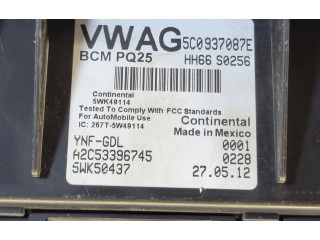 VWAG 5C0937087E
BCM PQ25 HH66 S0256
Continental
5WK49114
Tested To Comply With FCC Standards
For AutoMobile Use
IC: 267T-5W49114
Continental
Made in Mexico
YNF-GDL 0001
A2C53396745 0228
5WK50437 27.05.12